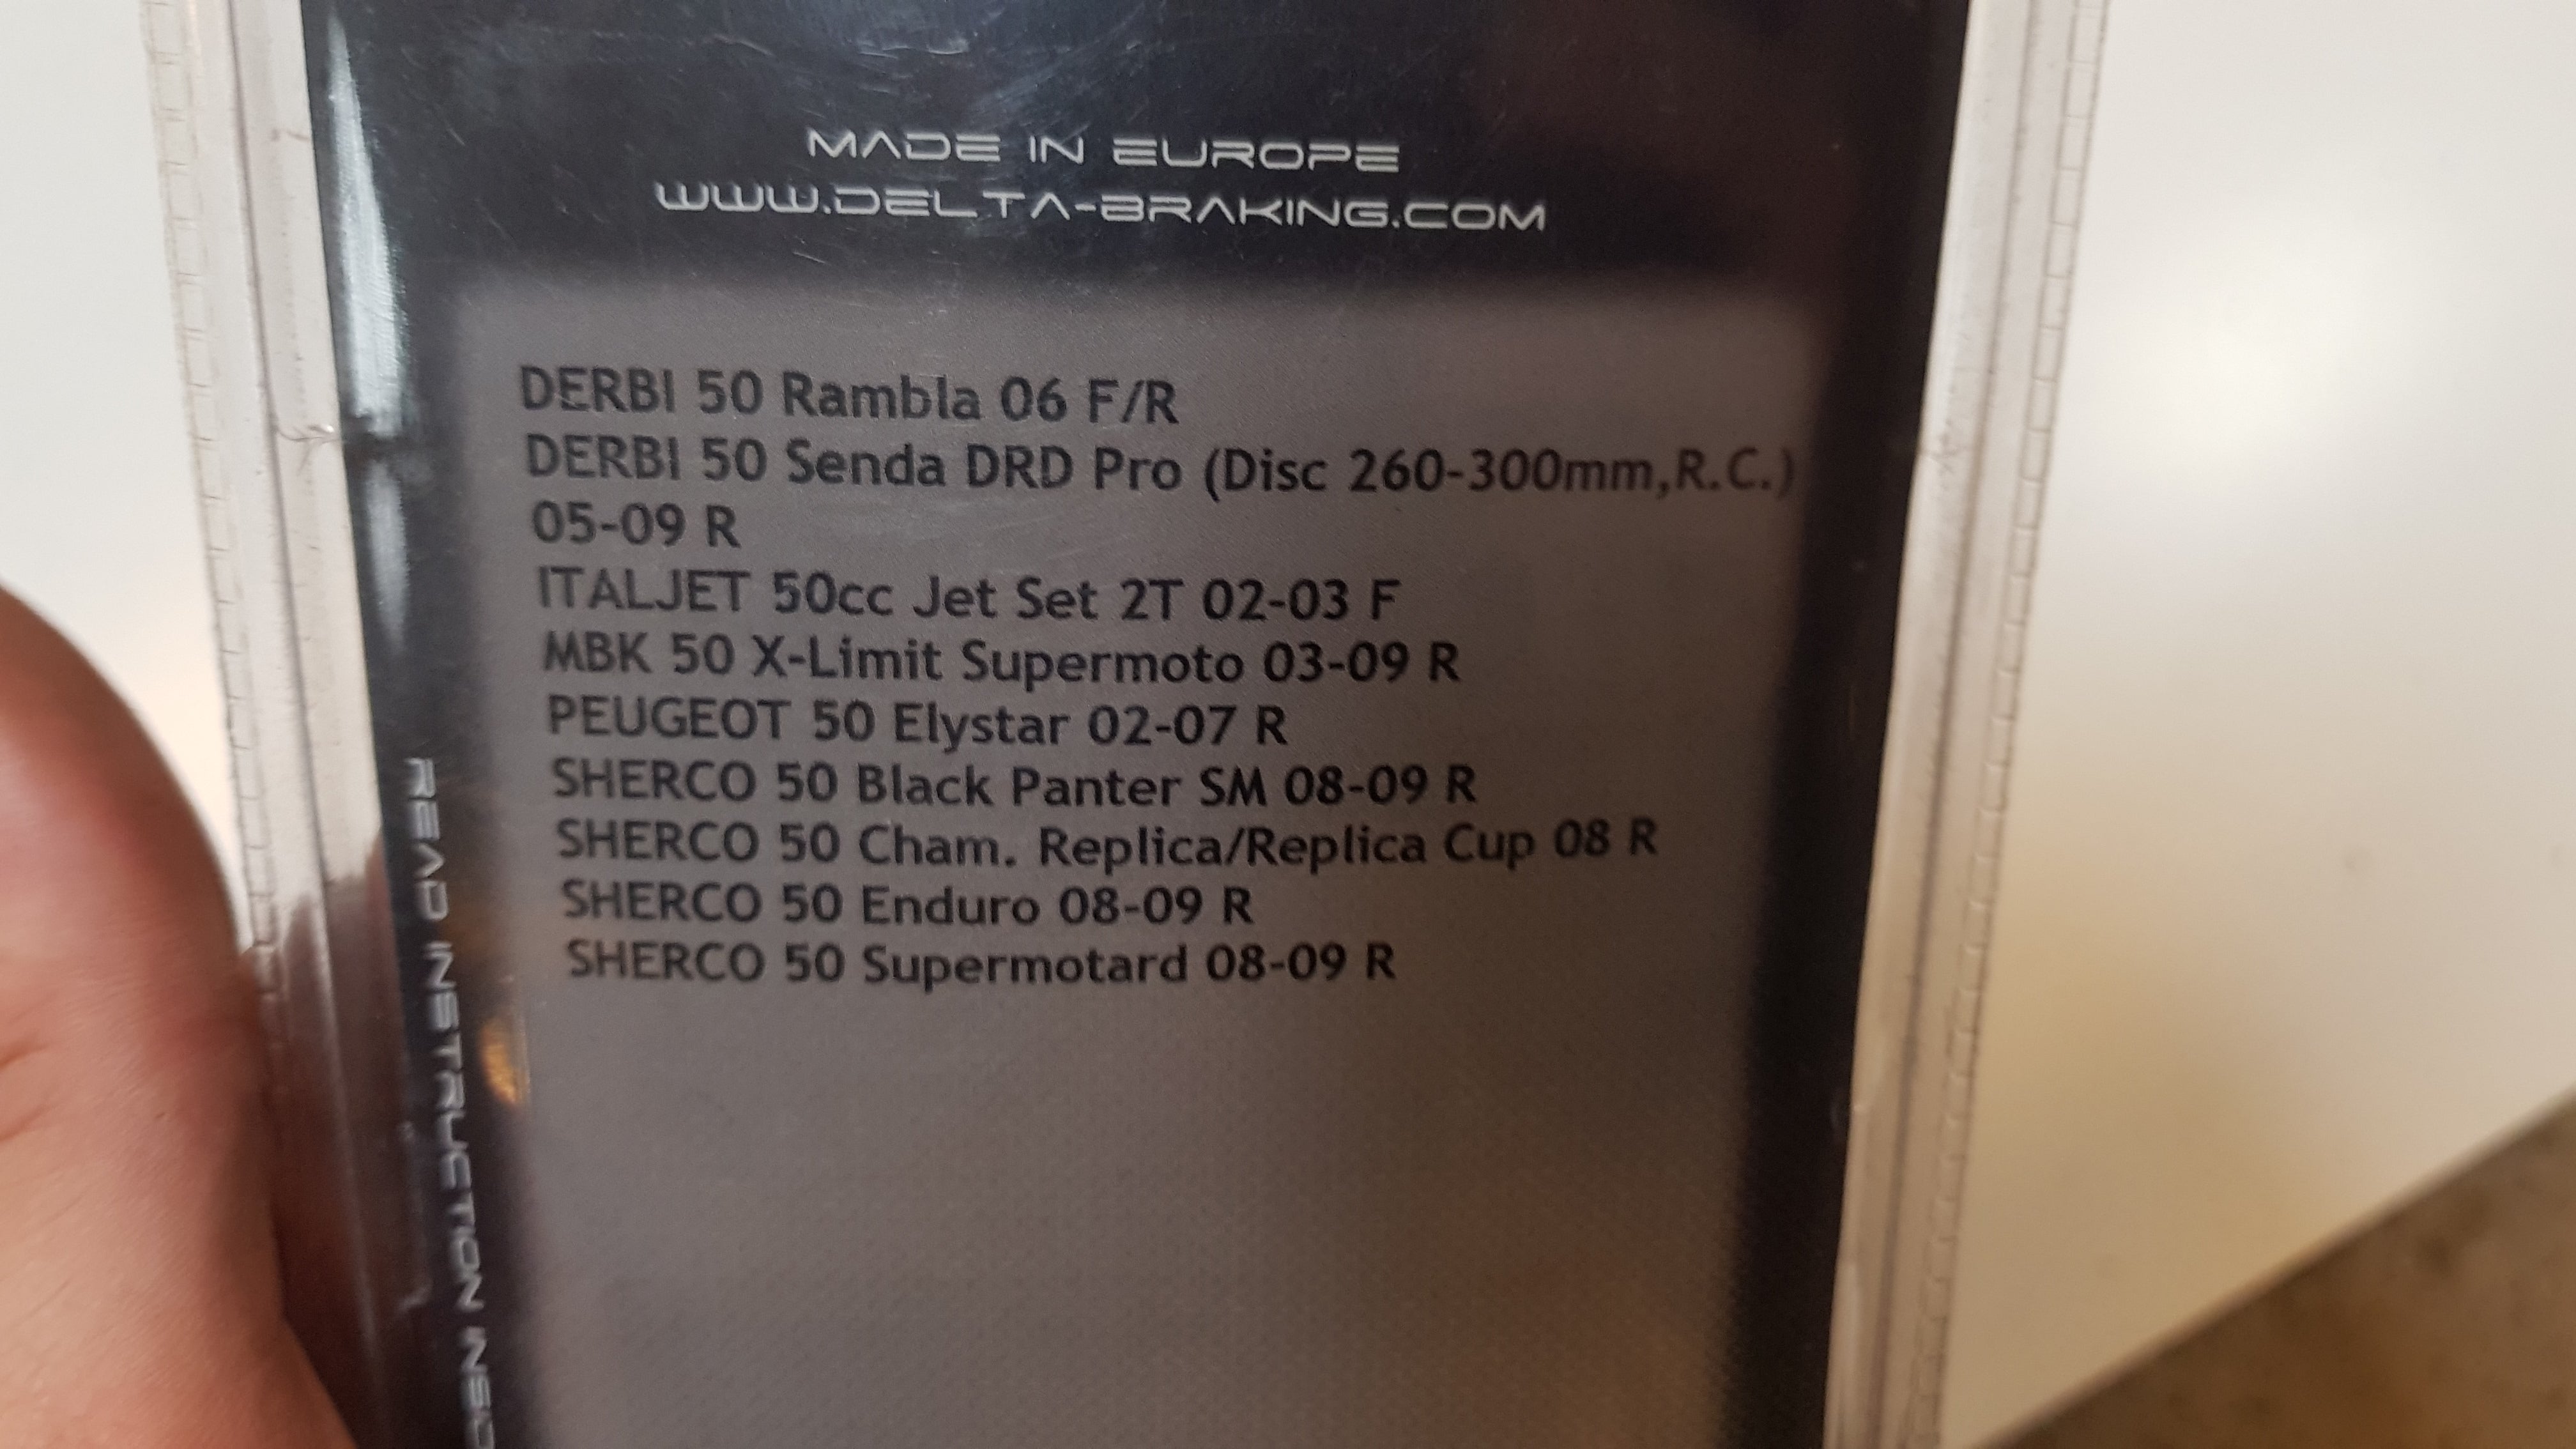 MADE IN EUROPE
WWW.DELTA-BRAKING.COM
DERBI 50 Rambla 06 F/R
DERBI 50 Senda DRD Pro (Disc 260-300mm,R.C.)
05-09 R
ITALJET 50cc Jet Set 2T 02-03 F
MBK 50 X-Limit Supermoto 03-09 R
PEUGEOT 50 Elystar 02-07 R
SHERCO 50 Black Panter SM 08-09 R
SHERCO 50 Cham. Replica/Replica Cup 08 R
SHERCO 50 Enduro 08-09 R
SHERCO 50 Supermotard 08-09 R
READ INSTRUCTION